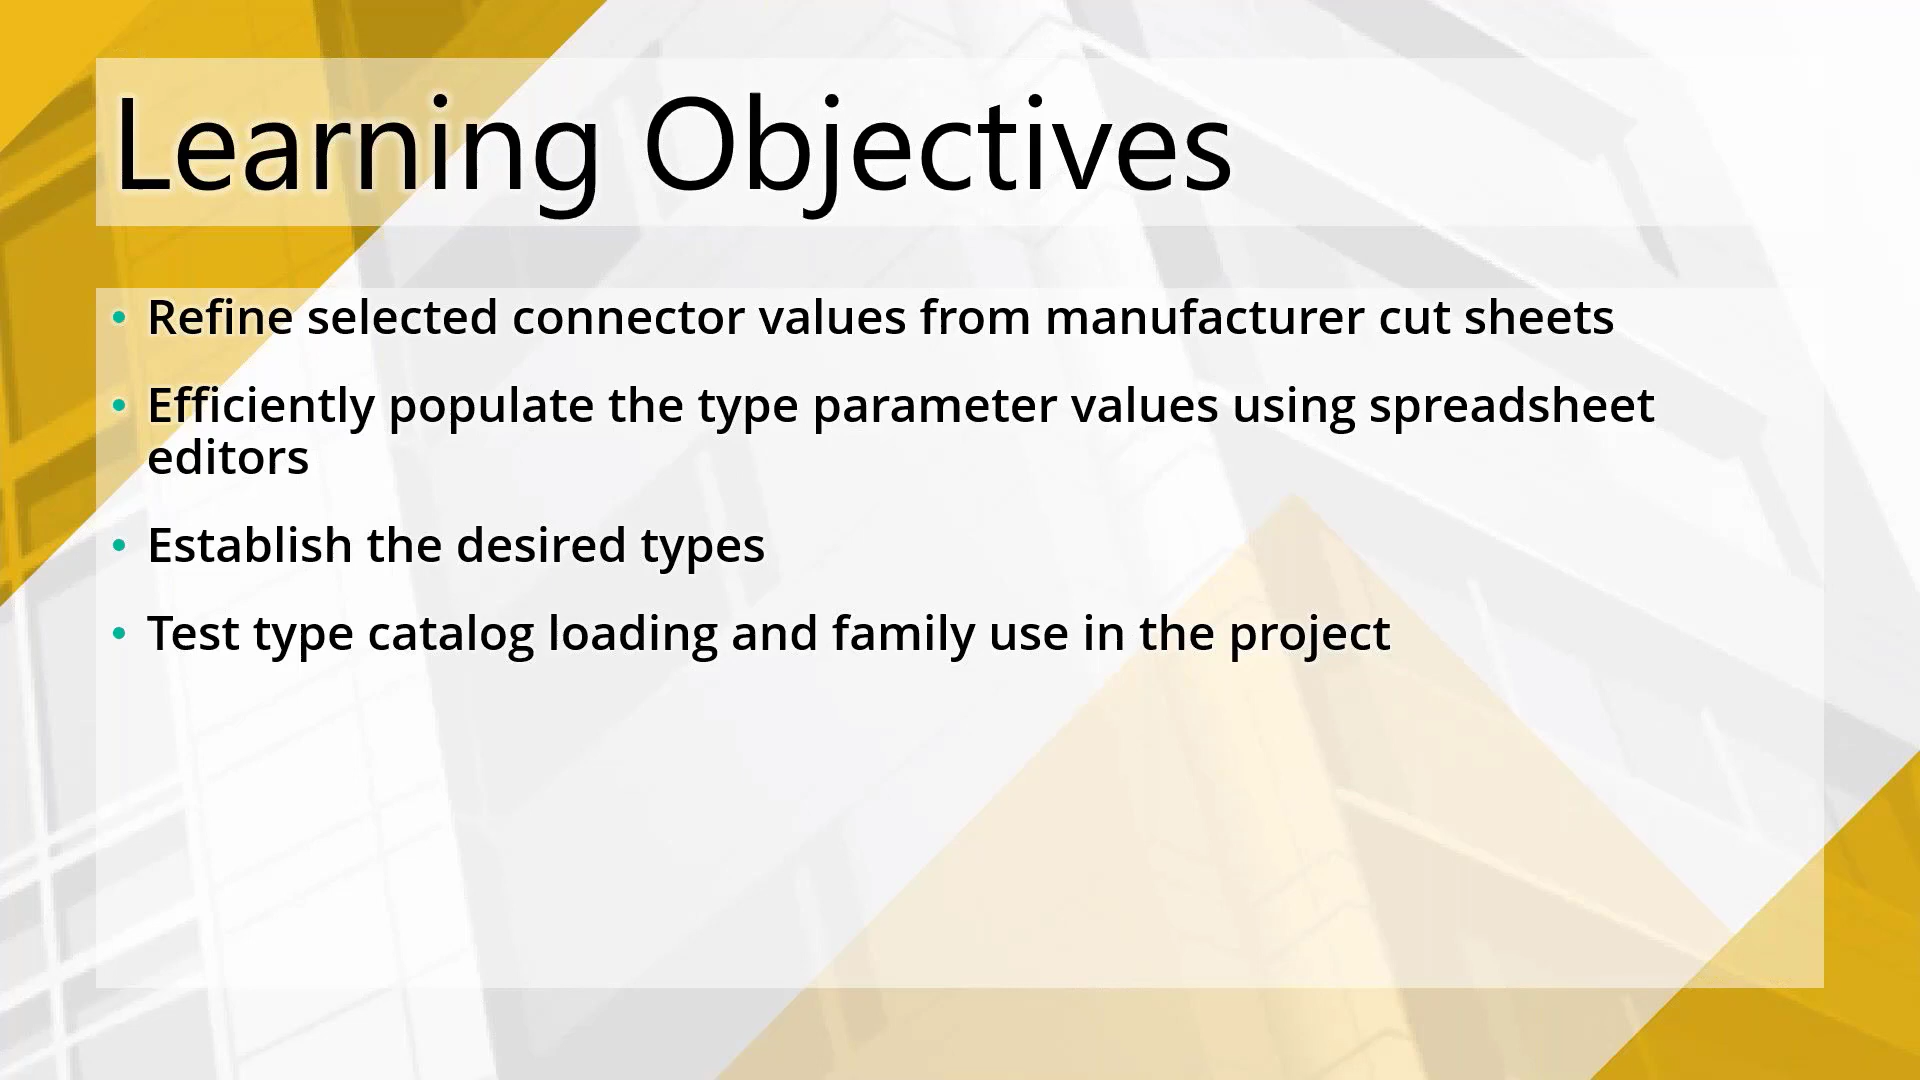 Learning Objectives
• Refine selected connector values from manufacturer cut sheets
• Efficiently populate the type parameter values using spreadsheet
editors
• Establish the desired types
• Test type catalog loading and family use in the project